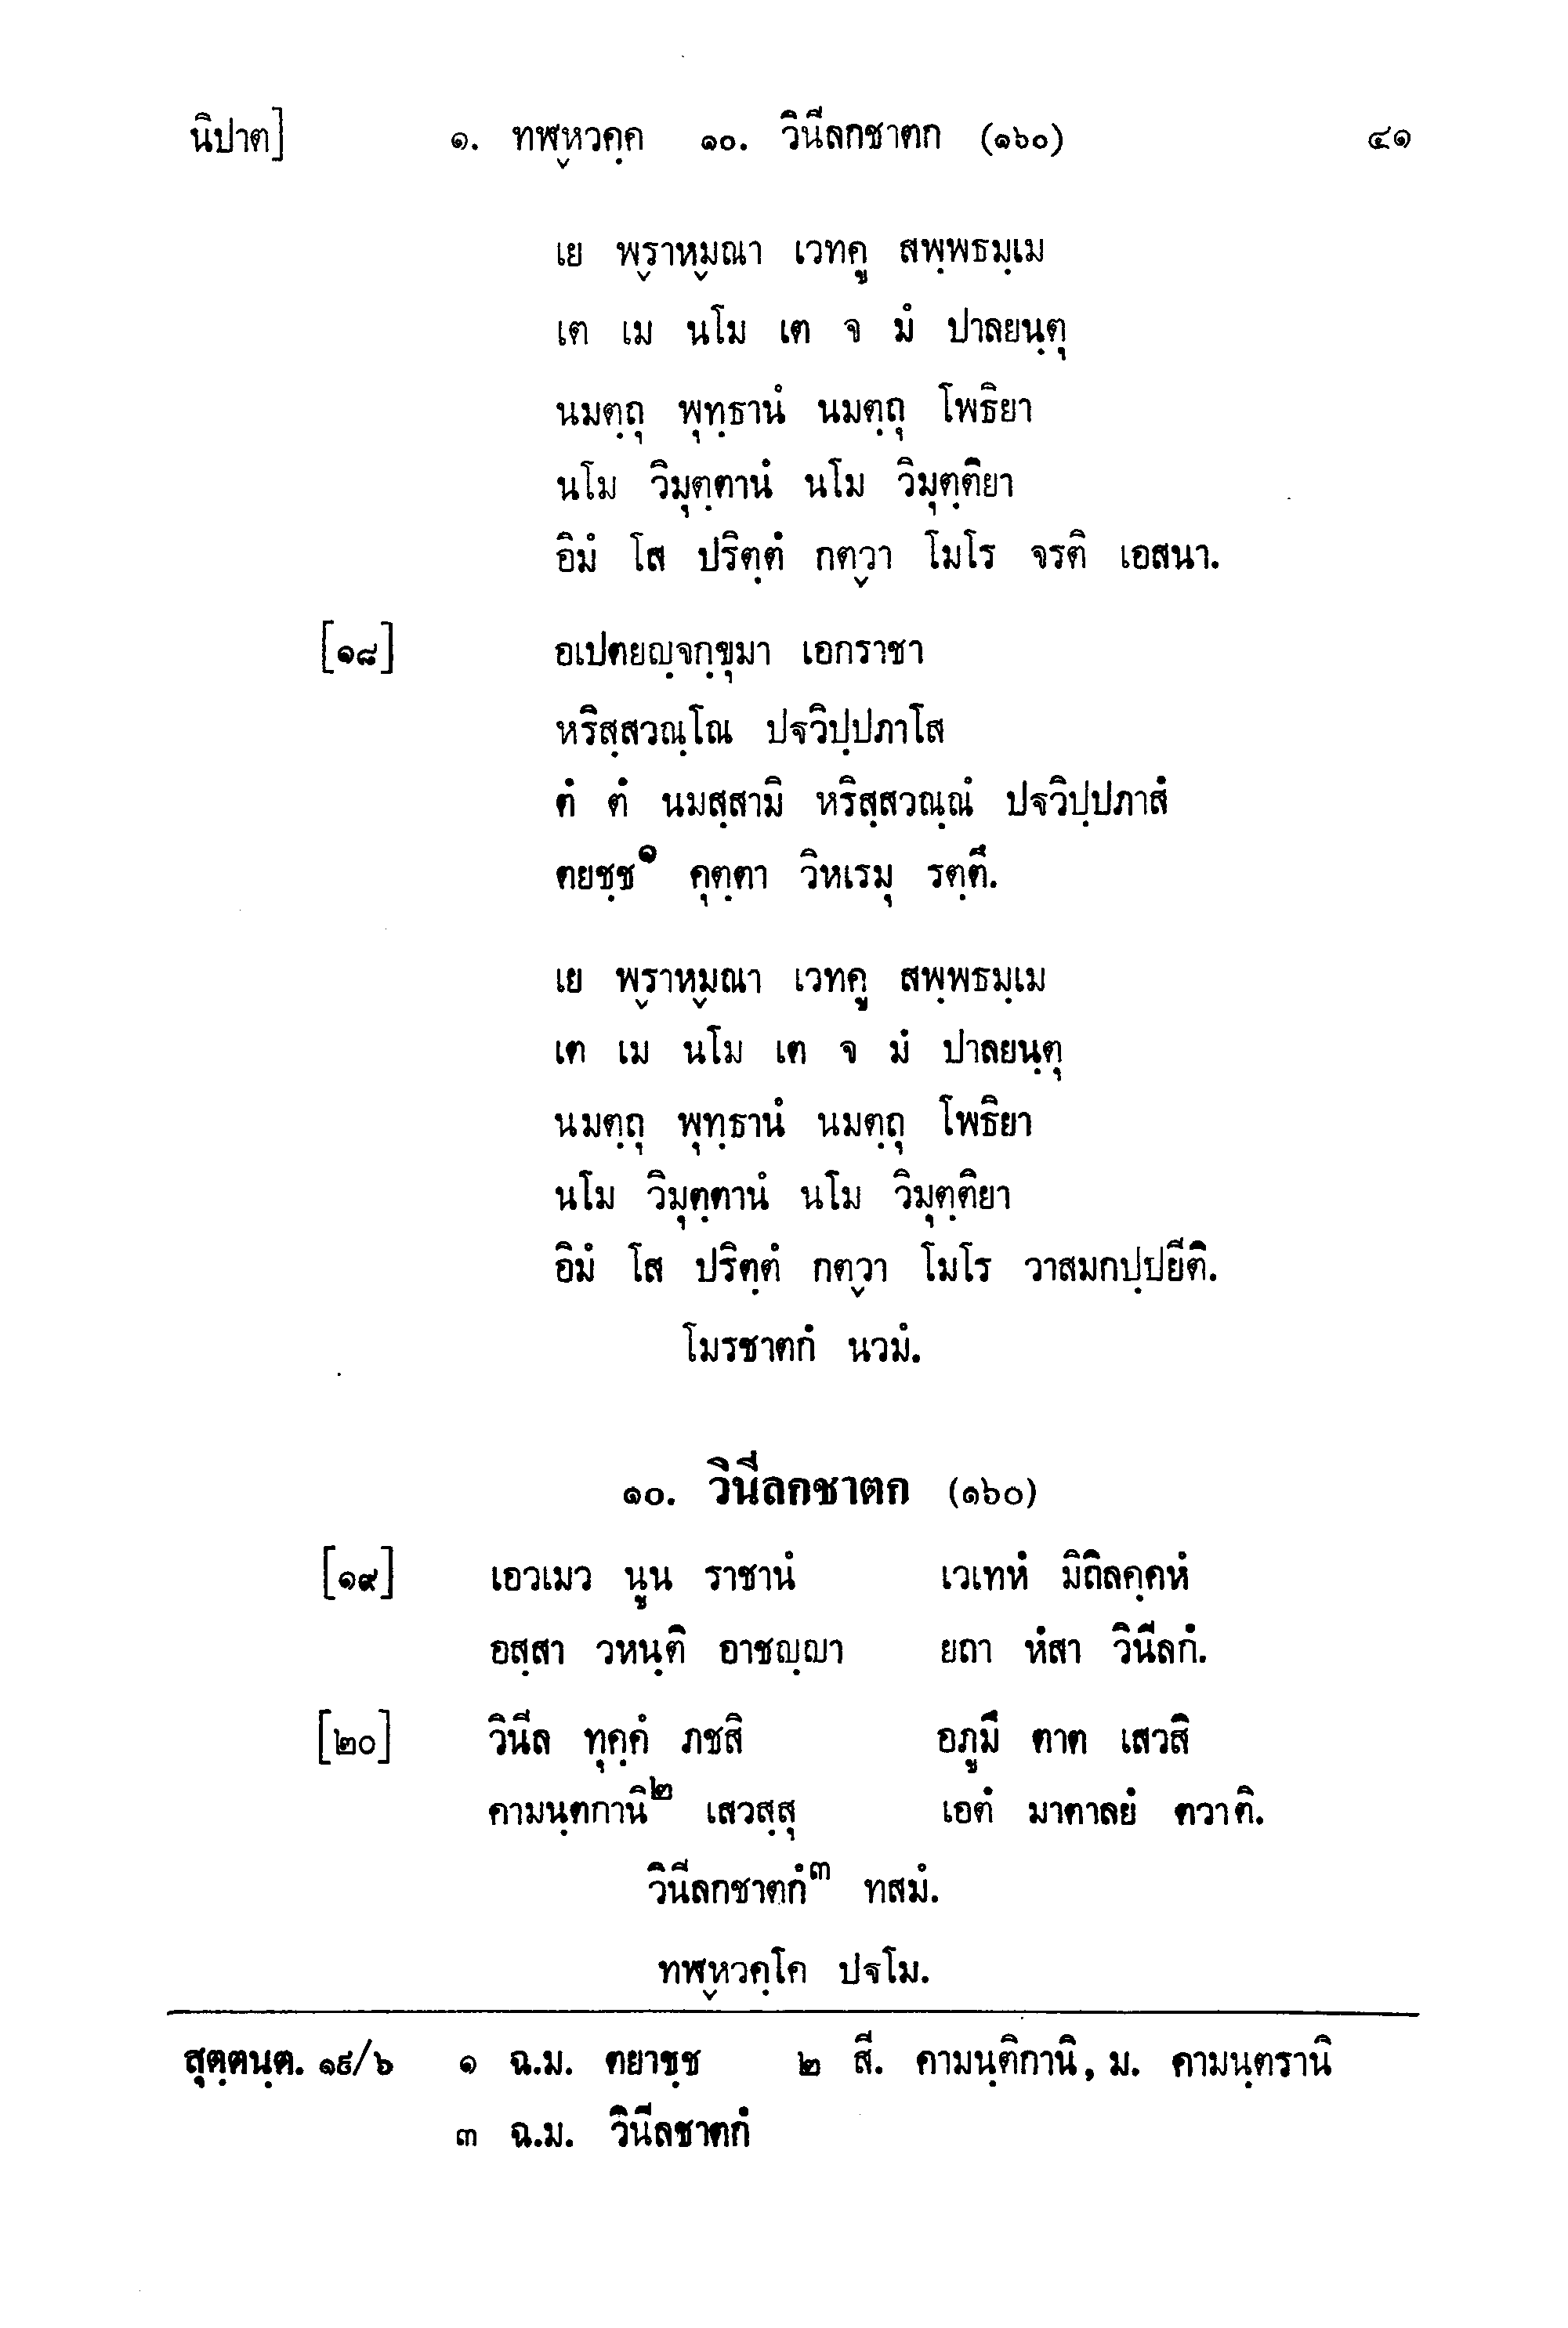 นิปาต] ๑. ทฬฺหวคฺค ๑๐. วินีลกชาตก (๑๖๐) ๔๑
เย พฺราหฺมณา เวทคู สพฺพธมฺเม
เต เม นโม เต จ มํ ปาลยนฺตุ
นมตฺถุ พุทฺธานํ นมตฺถุ โพธิยา
นโม วิมุตฺตานํ นโม วิมุตฺติยา
อิมํ โส ปริตฺตํ กตฺวา โมโร จรติ เอสนา.
[๑๘] อเปตยญฺจกฺขุมา เอกราชา
หริสฺสวณฺโณ ปฐวิปฺปภาโส
ตํ ตํ นมสฺสามิ หริสฺสวณฺณํ ปฐวิปฺปภาสํ
ตยชฺช๑ คุตฺตา วิหเรมุ รตฺตึ.
เย พฺราหฺมณา เวทคู สพฺพธมฺเม
เต เม นโม เต จ มํ ปาลยนฺตุ
นมตฺถุ พุทฺธานํ นมตฺถุ โพธิยา
นโม วิมุตฺตานํ นโม วิมุตฺติยา
อิมํ โส ปริตฺตํ กตฺวา โมโร วาสมกปฺปยีติ.
โมรชาตกํ นวมํ.
๑๐. วินีลกชาตก (๑๖๐)
[๑๙] เอวเมว นูน ราชานํ เวเทหํ มิถิลคฺคหํ
อสฺสา วหนฺติ อาชญฺญา ยถา หํสา วินีลกํ.
[๒๐] วินีล ทุคฺคํ ภชสิ อภูมึ ตาต เสวสิ
คามนฺตกานิ๒ เสวสฺสุ เอตํ มาตาลยํ ตวาติ.
วินีลกชาตกํ๓ ทสมํ.
ทฬฺหวคฺโค ปฐโม.
สุตฺตนฺต. ๑๙/๖ ๑ ฉ.ม. ตยาชฺช ๒ สี. คามนฺติกานิ, ม. คามนฺตรานิ
๓ ฉ.ม. วินีลชาตกํ